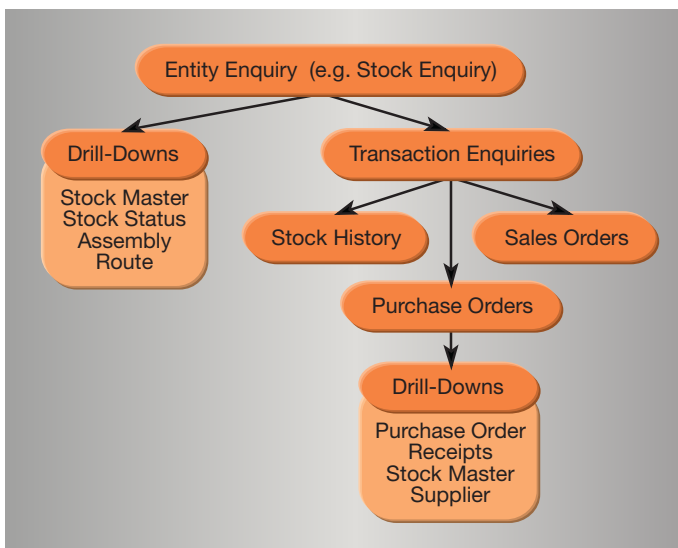 Entity Enquiry (e.g. Stock Enquiry)
Drill-Downs
Stock Master
Stock Status
Assembly
Route
Transaction Enquiries
Stock History
Sales Orders
Purchase Orders
Drill-Downs
Purchase Order
Receipts
Stock Master
Supplier